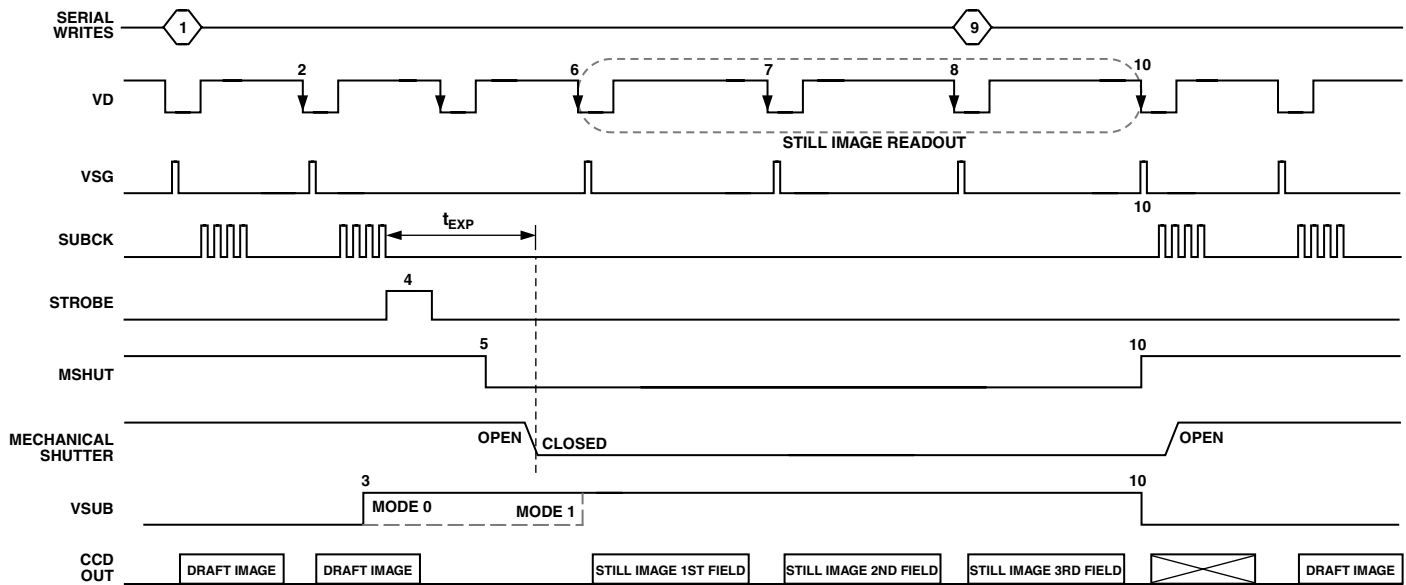 SERIAL
WRITES
1
9
VD
2
6
7
8
10
STILL IMAGE READOUT
VSG
10
SUBCK
tEXP
STROBE
4
MSHUT
5
10
MECHANICAL
SHUTTER
OPEN
CLOSED
OPEN
VSUB
3
MODE 0
MODE 1
10
CCD
OUT
DRAFT IMAGE
DRAFT IMAGE
STILL IMAGE 1ST FIELD
STILL IMAGE 2ND FIELD
STILL IMAGE 3RD FIELD
DRAFT IMAGE